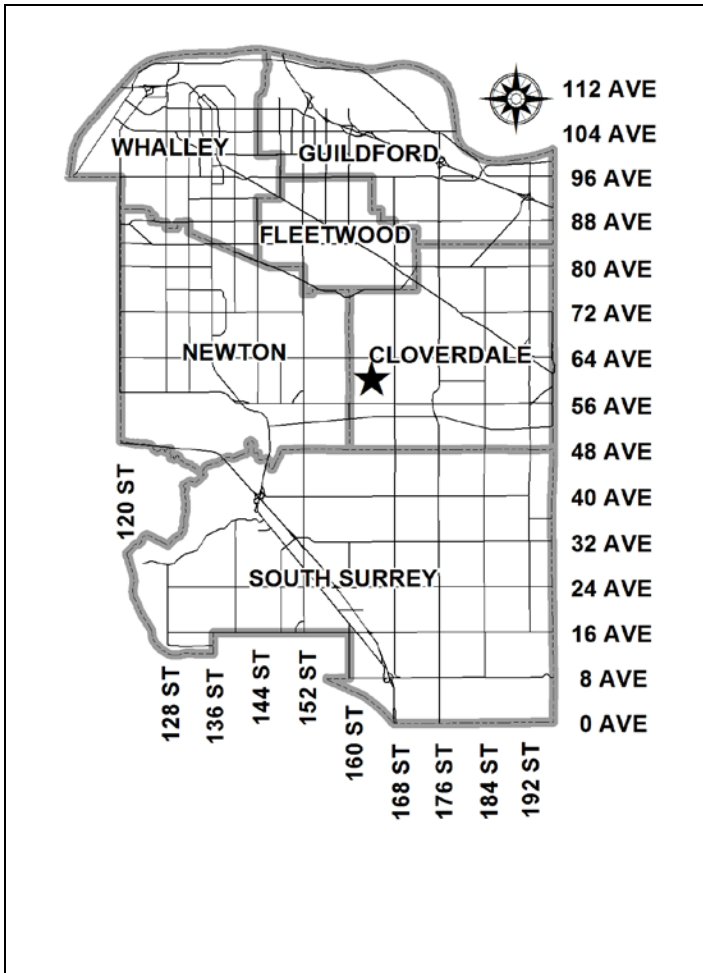 112 AVE
104 AVE
WHALLEY
GUILDFORD
96 AVE
88 AVE
FLEETWOOD
80 AVE
72 AVE
NEWTON
CLOVERDALE
64 AVE
56 AVE
48 AVE
120 ST
40 AVE
32 AVE
SOUTH SURREY
24 AVE
16 AVE
128 ST
136 ST
144 ST
152 ST
160 ST
8 AVE
0 AVE
168 ST
176 ST
184 ST
192 ST